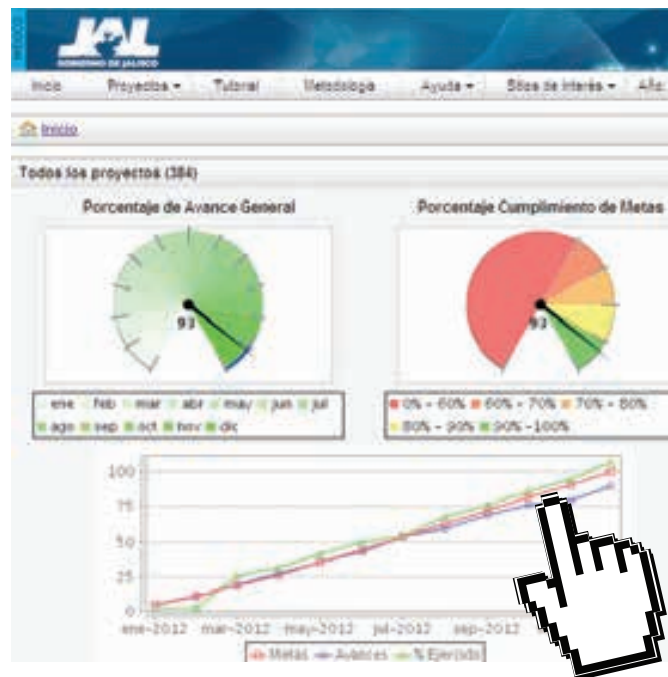 MÉXICO
JAL
GOBIERNO DE JALISCO
Inicio Proyectos Tutorial Metodología Ayuda Sitios de Interés Año:
Inicio
Todos los proyectos (384)
Porcentaje de Avance General Porcentaje Cumplimiento de Metas
93 93
ene feb mar abr may jun jul
ago sep oct nov dic
0% - 60% 60% - 70% 70% - 80%
80% - 90% 90% -100%
100
75
50
25
0
ene-2012 mar-2012 may-2012 jul-2012 sep-2012
Metas Avances % Ejercido